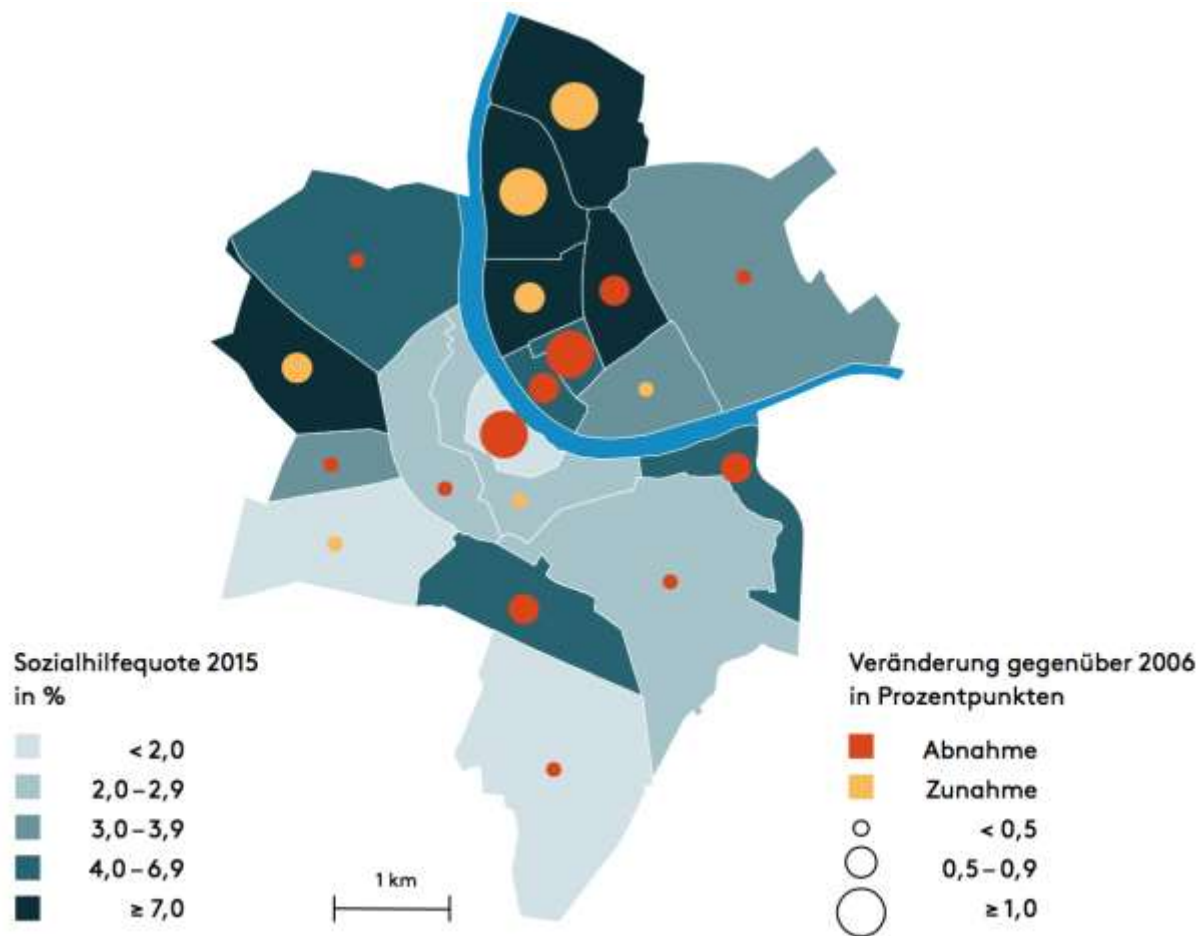 Sozialhilfequote 2015
in %
< 2,0
2,0–2,9
3,0–3,9
4,0–6,9
≥ 7,0
1 km
Veränderung gegenüber 2006
in Prozentpunkten
Abnahme
Zunahme
< 0,5
0,5–0,9
≥ 1,0